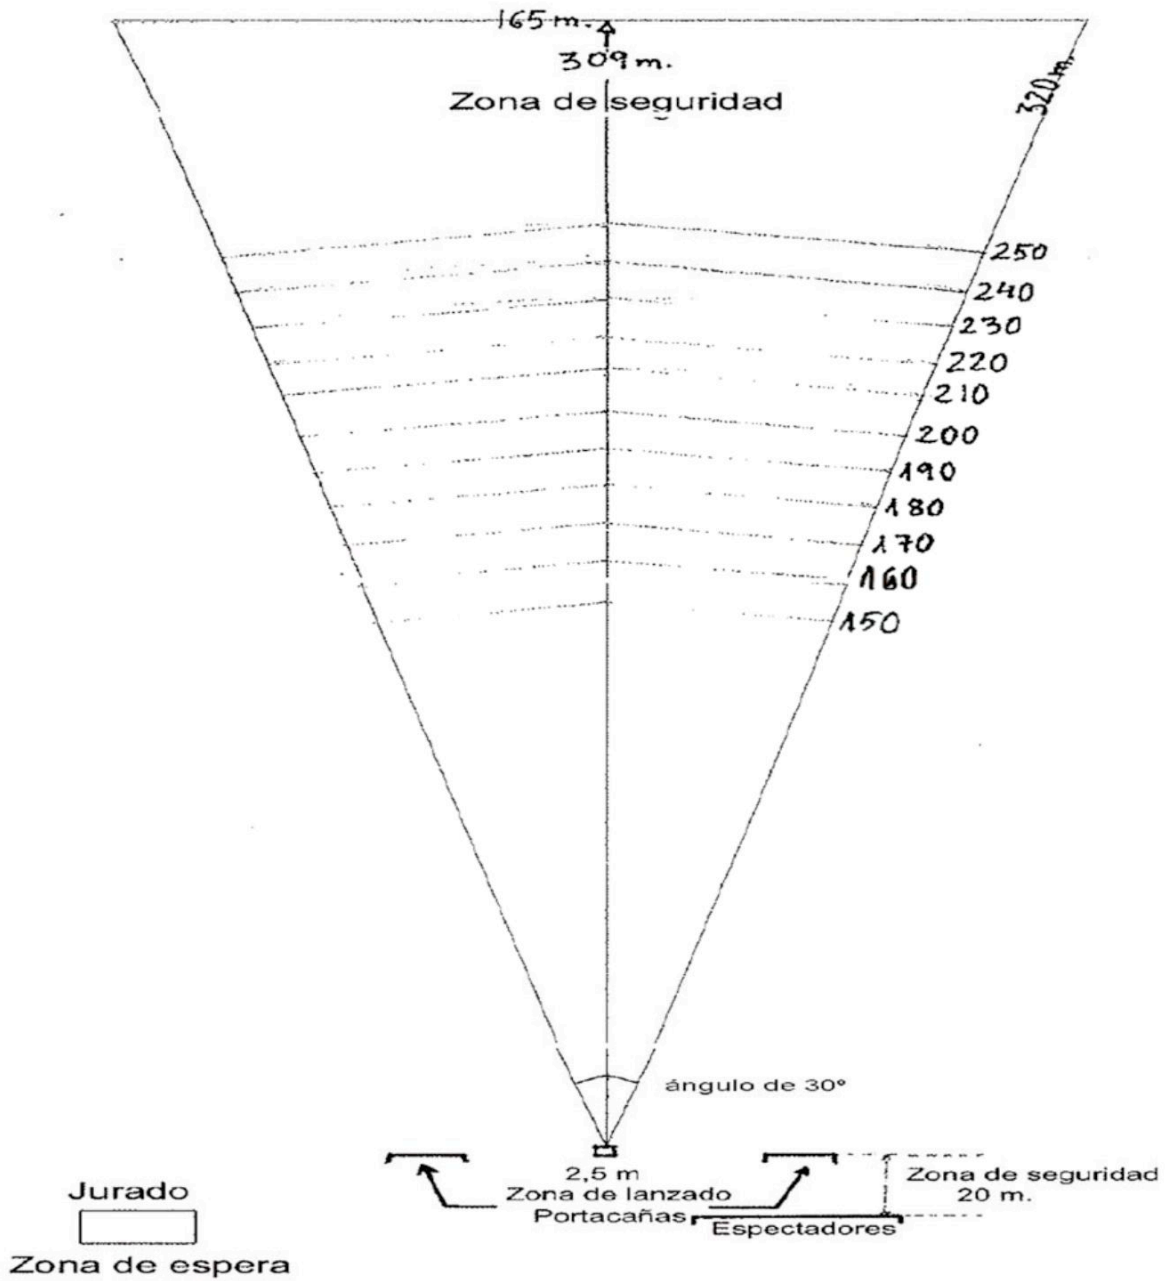 165 m.
309 m.
320 m.
Zona de seguridad
250
240
230
220
210
200
190
180
170
160
150
ángulo de 30°
2,5 m
Zona de lanzado
Portacañas
Zona de seguridad
20 m.
Espectadores
Jurado
Zona de espera